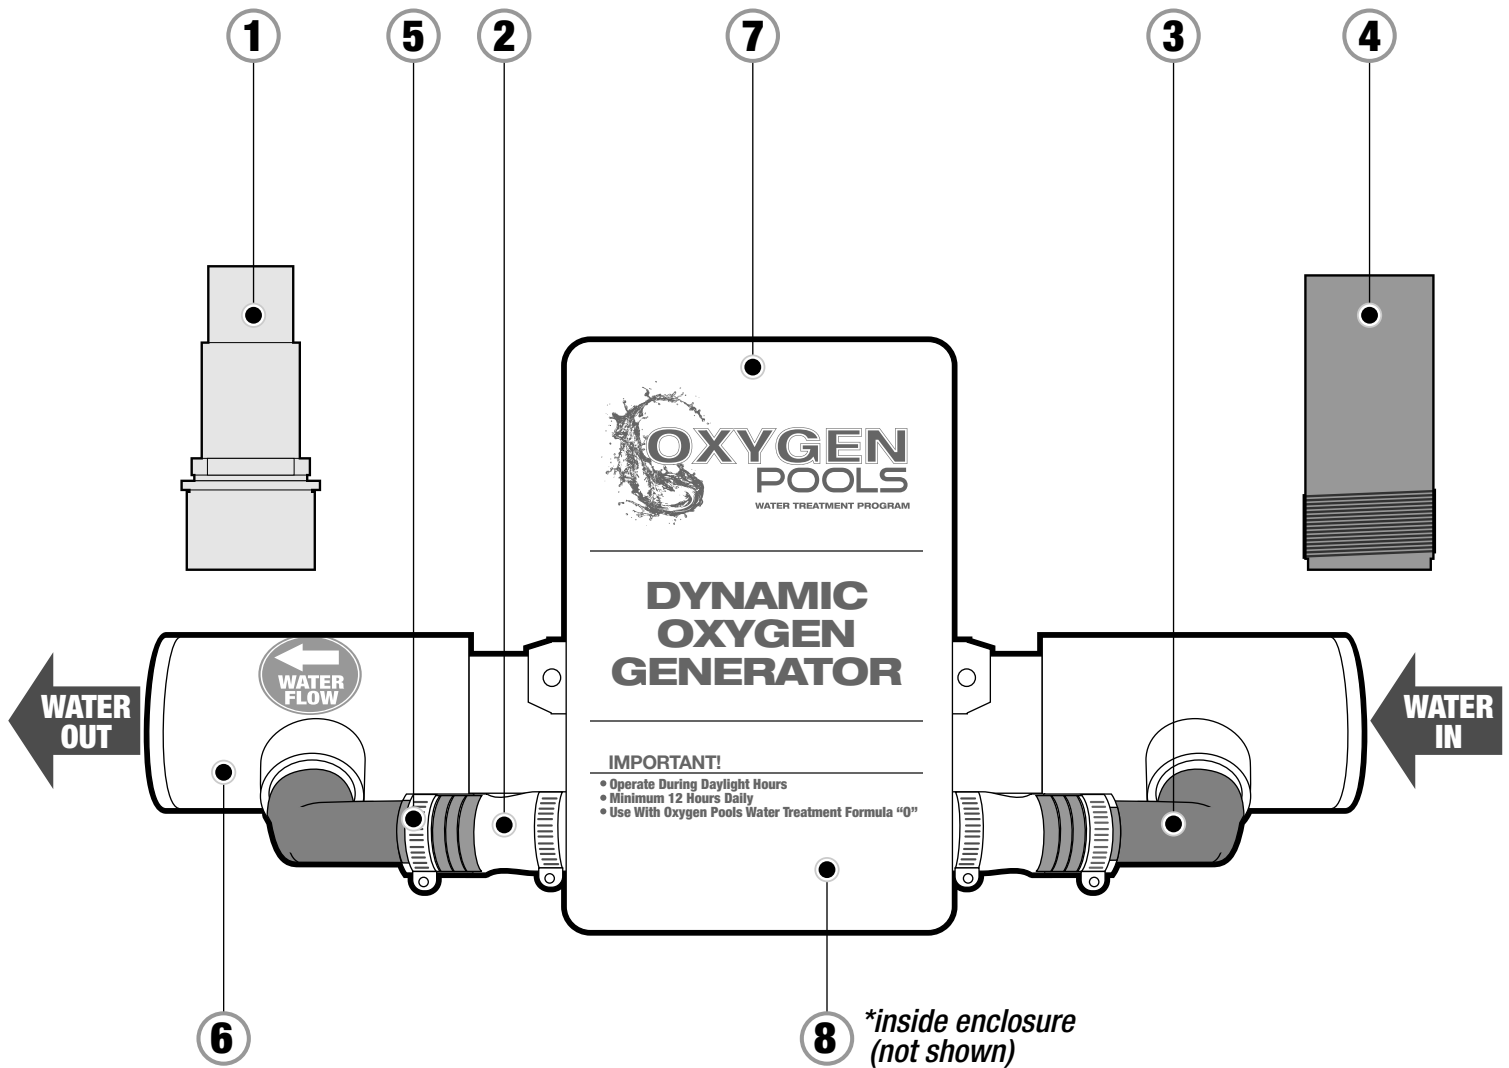 1
5
2
7
3
4
OXYGEN
POOLS
WATER TREATMENT PROGRAM
DYNAMIC
OXYGEN
GENERATOR
WATER
FLOW
WATER
OUT
WATER
IN
IMPORTANT!
• Operate During Daylight Hours
• Minimum 12 Hours Daily
• Use With Oxygen Pools Water Treatment Formula “O”
6
8
*inside enclosure
(not shown)